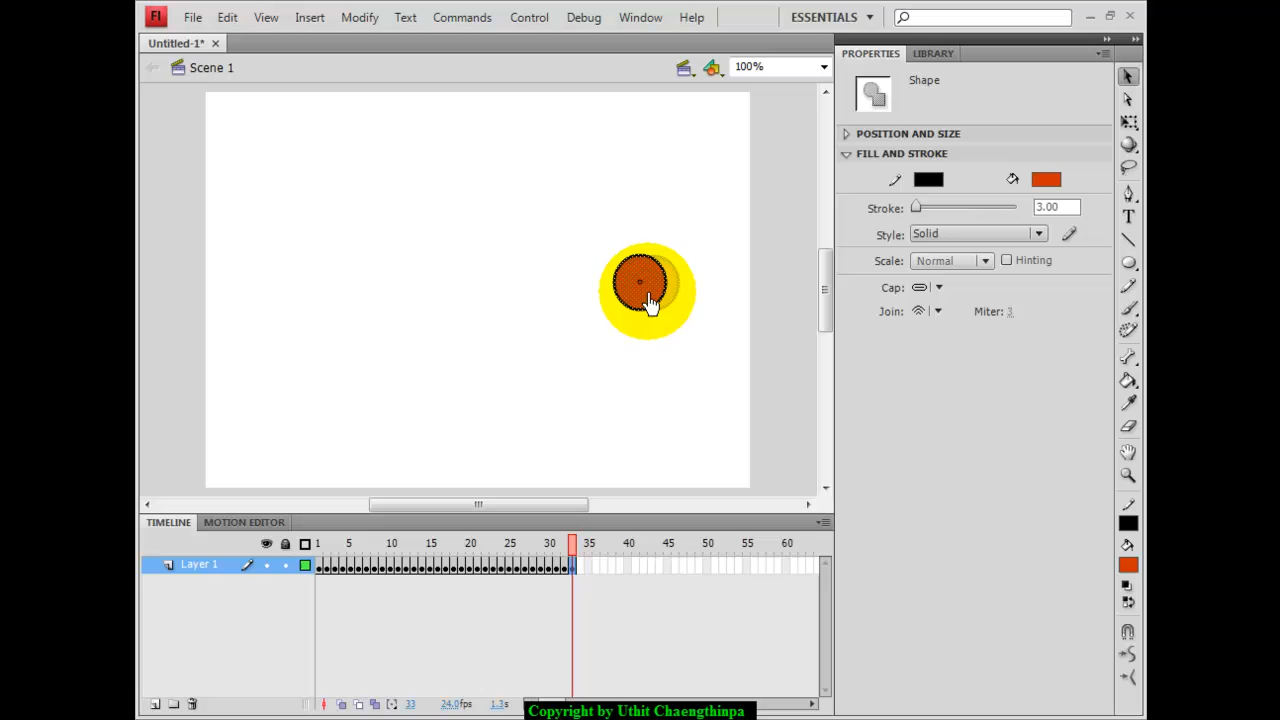 Fl File Edit View Insert Modify Text Commands Control Debug Window Help ESSENTIALS
Untitled-1* PROPERTIES LIBRARY
Scene 1 100%
Shape
POSITION AND SIZE
FILL AND STROKE
Stroke: 3.00
Style: Solid
Scale: Normal Hinting
Cap:
Join: Miter: 3
TIMELINE MOTION EDITOR
1 5 10 15 20 25 30 35 40 45 50 55 60
Layer 1
33 24.0fps 1.3s
Copyright by Uthit Chaengthinpa